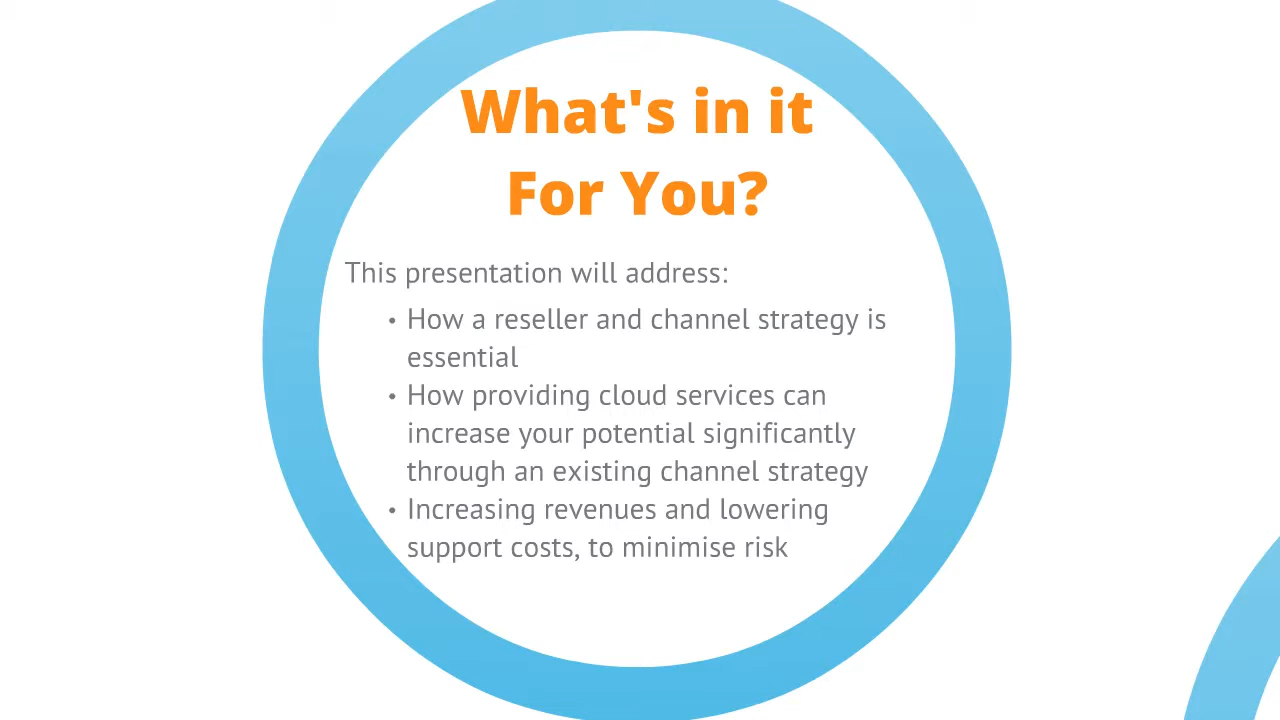 What's in it
For You?
This presentation will address:
• How a reseller and channel strategy is
essential
• How providing cloud services can
increase your potential significantly
through an existing channel strategy
• Increasing revenues and lowering
support costs, to minimise risk